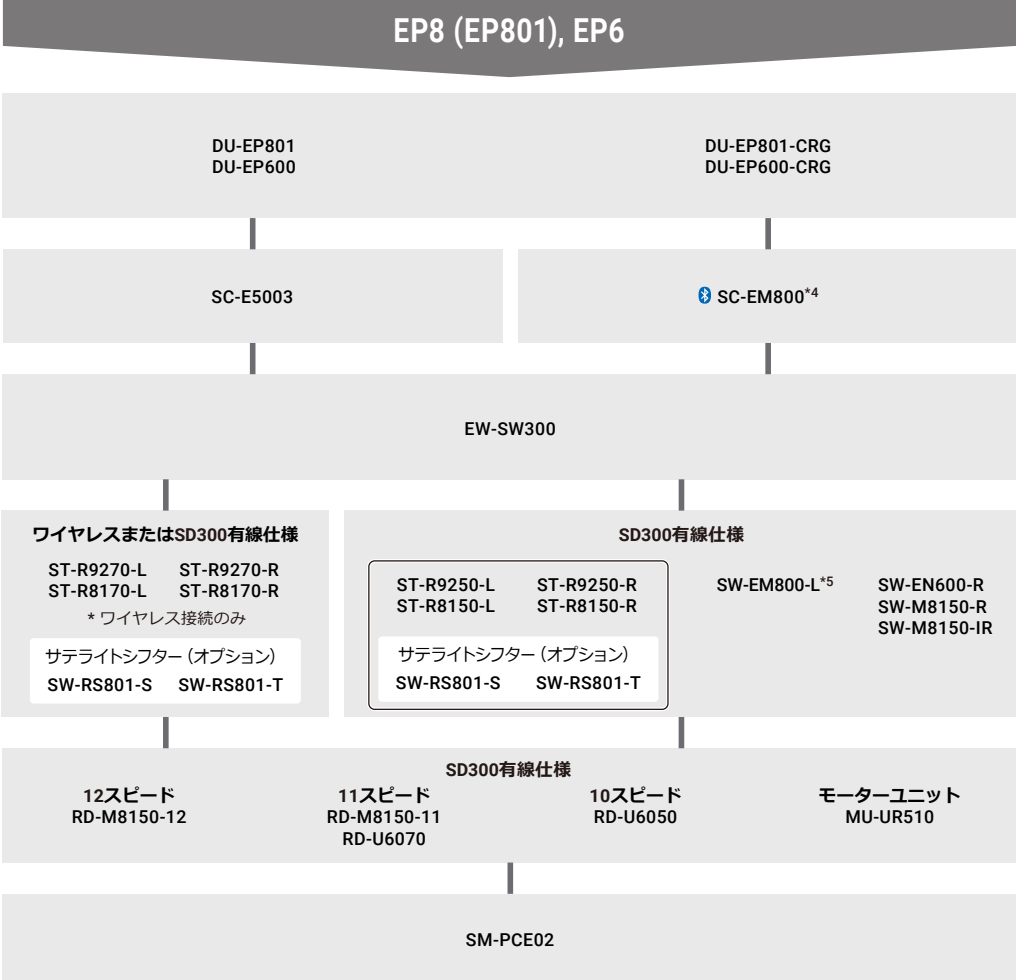 EP8 (EP801), EP6
DU-EP801
DU-EP600
DU-EP801-CRG
DU-EP600-CRG
SC-E5003
SC-EM800*4
EW-SW300
ワイヤレスまたはSD300有線仕様
ST-R9270-L ST-R9270-R
ST-R8170-L ST-R8170-R
* ワイヤレス接続のみ
サテライトシフター（オプション）
SW-RS801-S SW-RS801-T
SD300有線仕様
ST-R9250-L ST-R9250-R
ST-R8150-L ST-R8150-R
サテライトシフター（オプション）
SW-RS801-S SW-RS801-T
SW-EM800-L*5
SW-EN600-R
SW-M8150-R
SW-M8150-IR
SD300有線仕様
12スピード
RD-M8150-12
11スピード
RD-M8150-11
RD-U6070
10スピード
RD-U6050
モーターユニット
MU-UR510
SM-PCE02